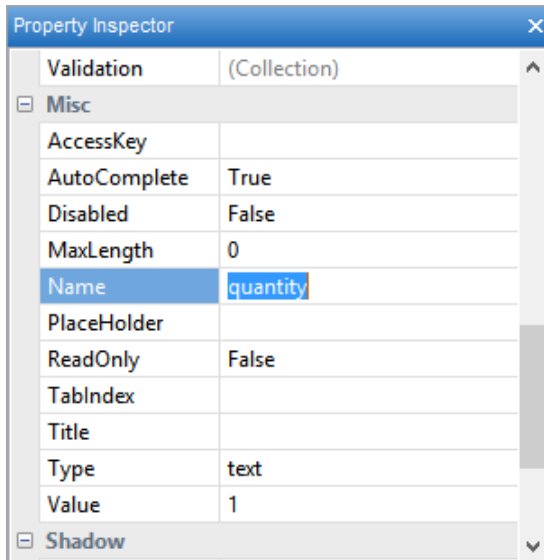 Property Inspector
Validation (Collection)
Misc
AccessKey
AutoComplete True
Disabled False
MaxLength 0
Name quantity
PlaceHolder
ReadOnly False
TabIndex
Title
Type text
Value 1
Shadow